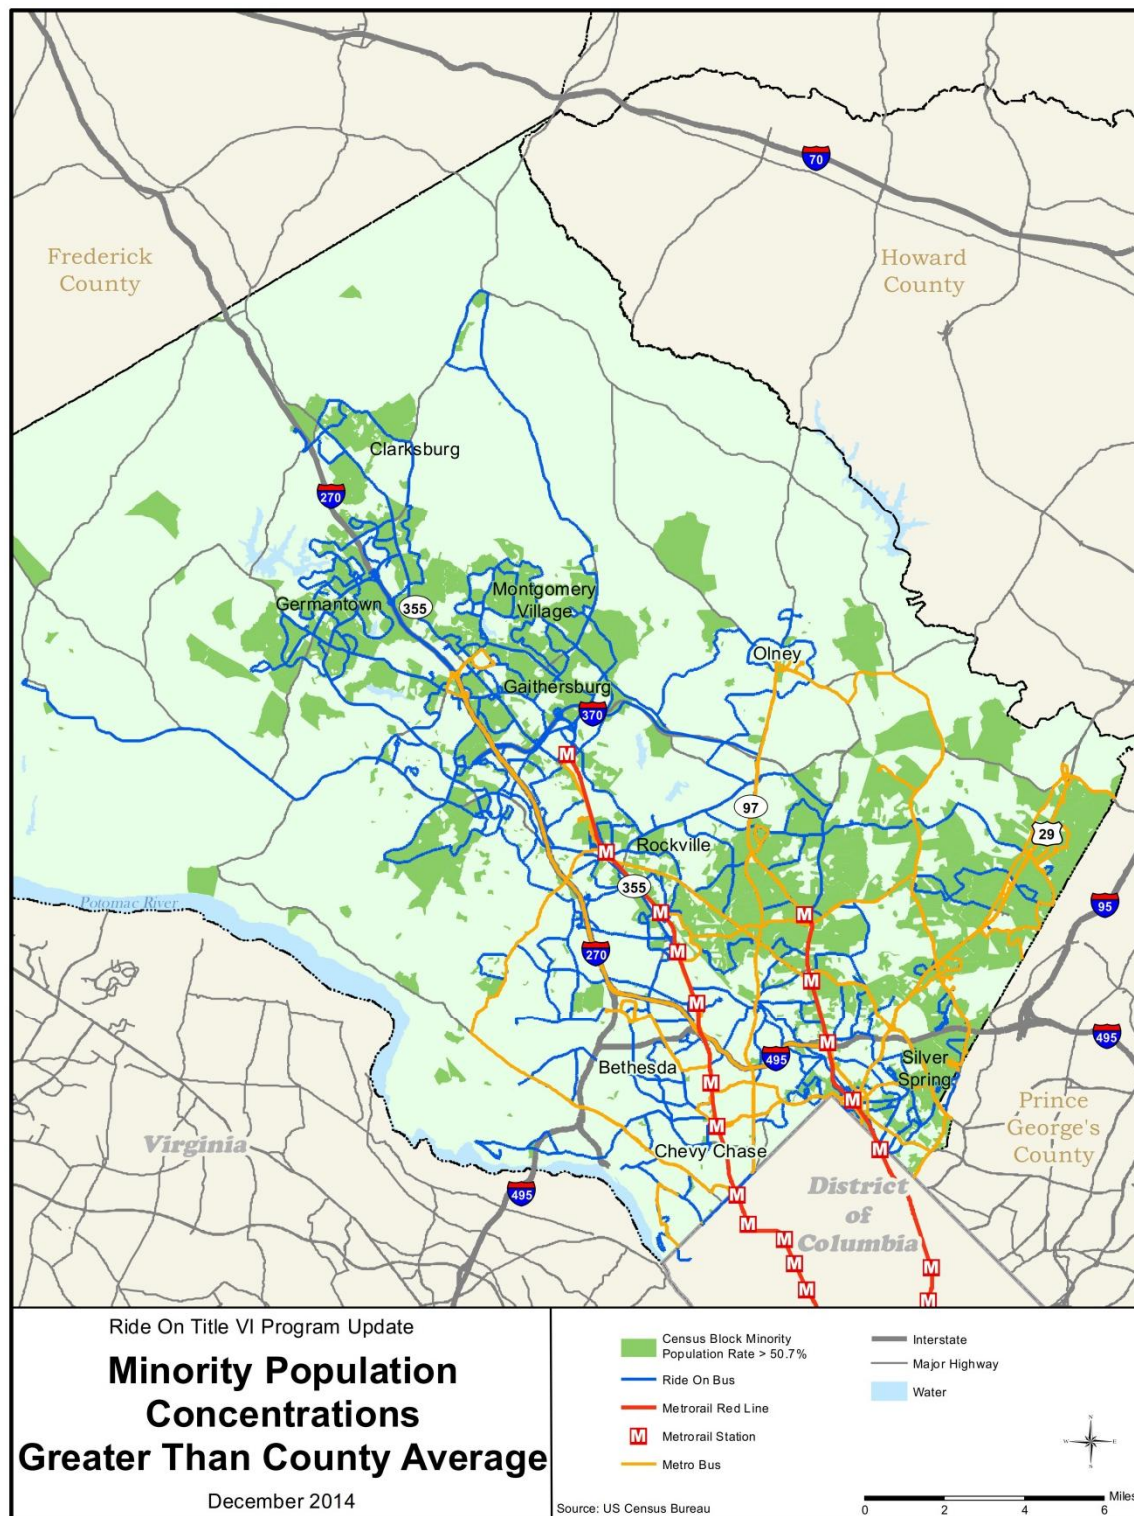 70
Frederick
County
Howard
County
Clarksburg
270
Montgomery
Village
Germantown
355
Olney
Gaithersburg
370
M
97
29
Rockville
M
355
Potomac River
95
M
M
270
M
M
M
495
M
495
Silver
Spring
Bethesda
M
M
Prince
George's
County
M
Virginia
Chevy Chase
M
495
M
District
of
Columbia
M
M
M
M
M
M
Ride On Title VI Program Update
Minority Population
Concentrations
Greater Than County Average
December 2014
Census Block Minority
Population Rate > 50.7%
Ride On Bus
Metrorail Red Line
M Metrorail Station
Metro Bus
Interstate
Major Highway
Water
N
W E
S
Source: US Census Bureau
Miles
0 2 4 6